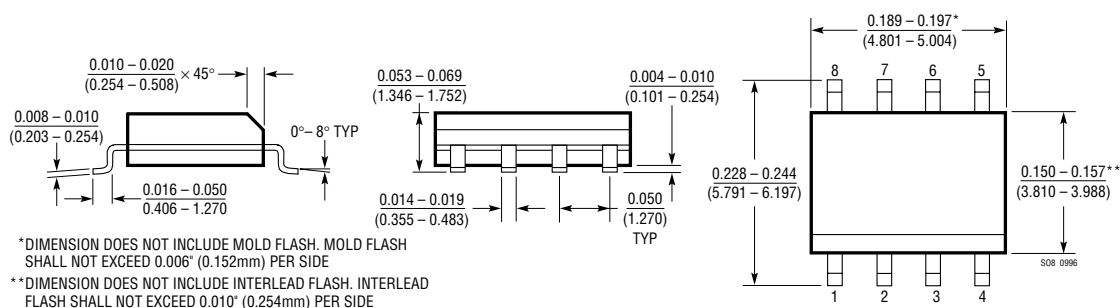 0.010 – 0.020
(0.254 – 0.508)
× 45°
0.008 – 0.010
(0.203 – 0.254)
0°– 8° TYP
0.016 – 0.050
0.406 – 1.270
0.053 – 0.069
(1.346 – 1.752)
0.004 – 0.010
(0.101 – 0.254)
0.014 – 0.019
(0.355 – 0.483)
0.050
(1.270)
TYP
0.189 – 0.197*
(4.801 – 5.004)
8 7 6 5
0.228 – 0.244
(5.791 – 6.197)
0.150 – 0.157**
(3.810 – 3.988)
1 2 3 4
SO8 0996
*DIMENSION DOES NOT INCLUDE MOLD FLASH. MOLD FLASH
SHALL NOT EXCEED 0.006" (0.152mm) PER SIDE
**DIMENSION DOES NOT INCLUDE INTERLEAD FLASH. INTERLEAD
FLASH SHALL NOT EXCEED 0.010" (0.254mm) PER SIDE